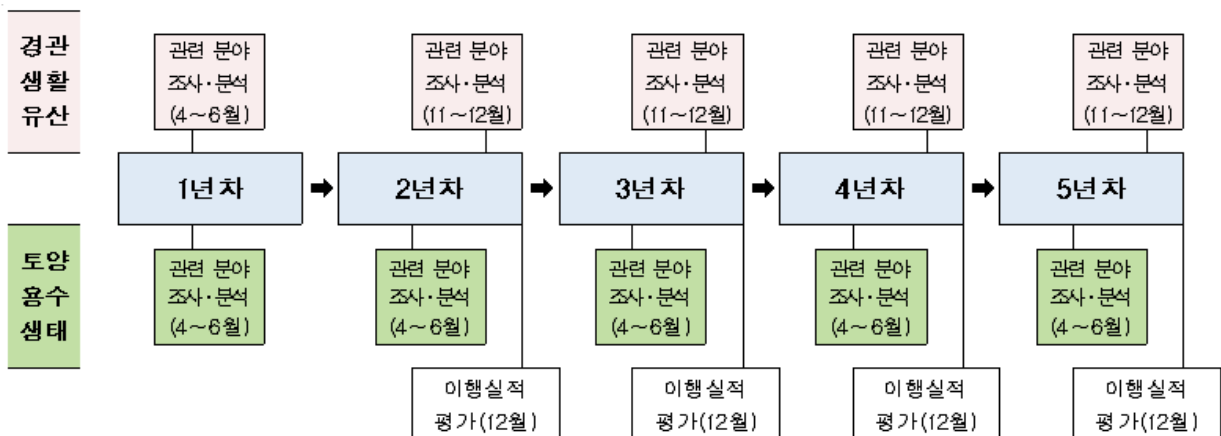 경관
생활
유산
관련 분야
조사·분석
(4~6월)
관련 분야
조사·분석
(11~12월)
관련 분야
조사·분석
(11~12월)
관련 분야
조사·분석
(11~12월)
관련 분야
조사·분석
(11~12월)
1년차
2년차
3년차
4년차
5년차
토양
용수
생태
관련 분야
조사·분석
(4~6월)
관련 분야
조사·분석
(4~6월)
관련 분야
조사·분석
(4~6월)
관련 분야
조사·분석
(4~6월)
관련 분야
조사·분석
(4~6월)
이행실적
평가(12월)
이행실적
평가(12월)
이행실적
평가(12월)
이행실적
평가(12월)